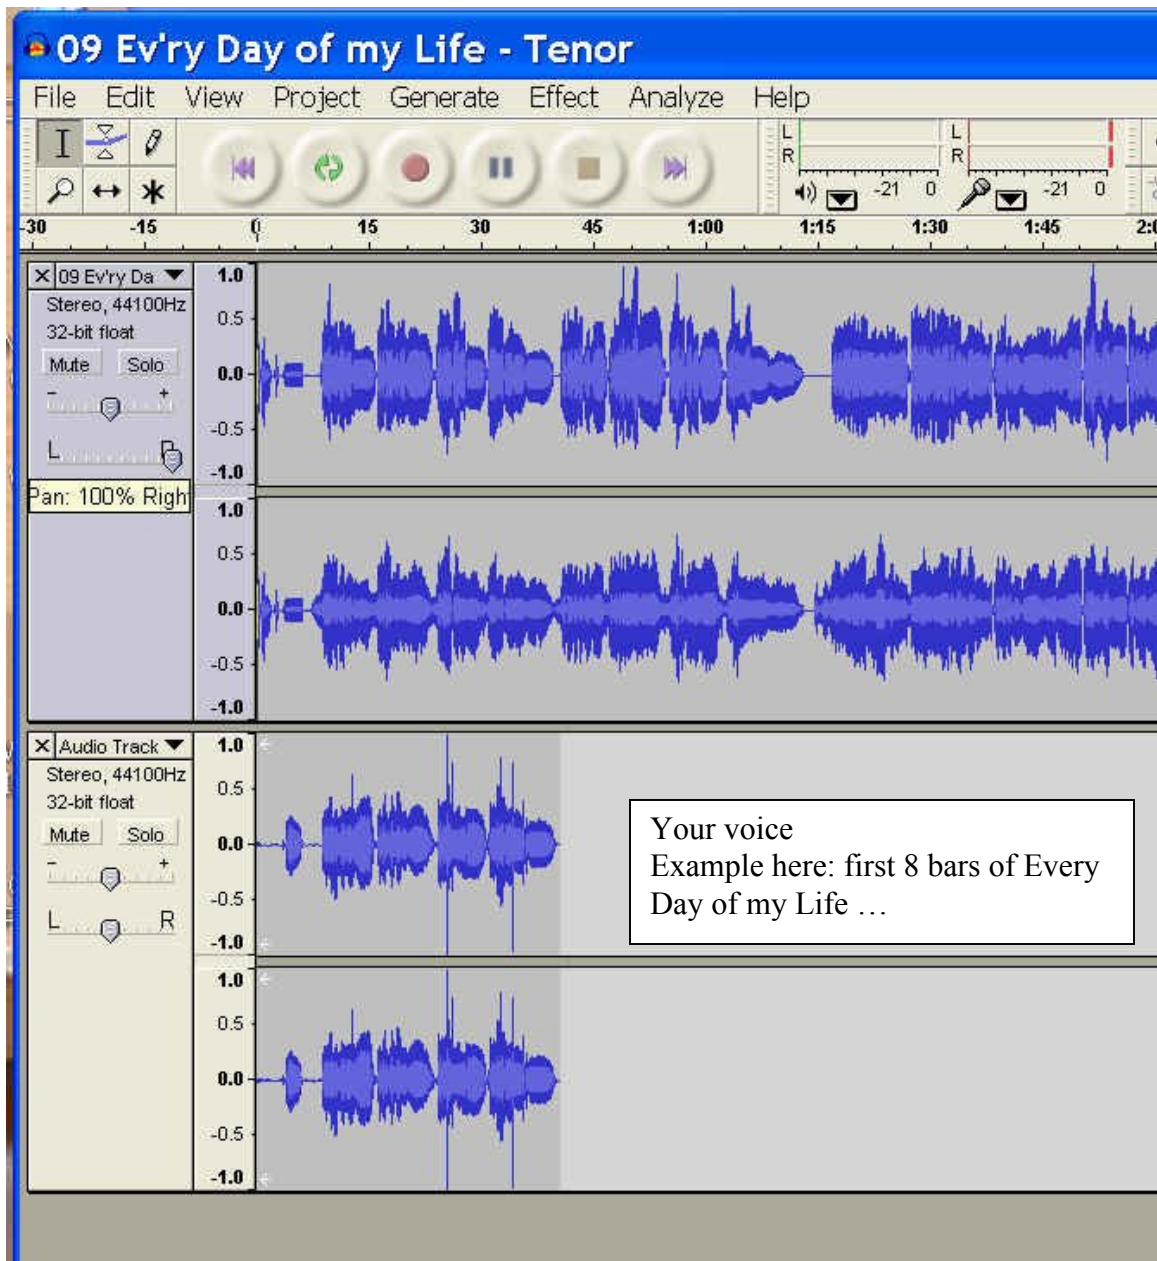 09 Ev'ry Day of my Life - Tenor
File Edit View Project Generate Effect Analyze Help
L L
R R
-21 0 -21 0
-30 -15 0 15 30 45 1:00 1:15 1:30 1:45
09 Ev'ry Da
Stereo, 44100Hz
32-bit float
Mute Solo
- +
L R
Pan: 100% Righ
1.0
0.5
0.0
-0.5
-1.0
1.0
0.5
0.0
-0.5
-1.0
Audio Track
Stereo, 44100Hz
32-bit float
Mute Solo
- +
L R
1.0
0.5
0.0
-0.5
-1.0
1.0
0.5
0.0
-0.5
-1.0
Your voice
Example here: first 8 bars of Every
Day of my Life …